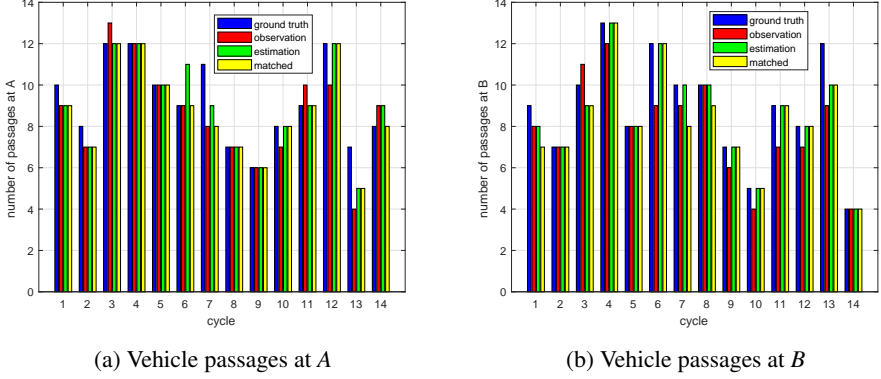 14
12
10
8
6
4
2
0
number of passages at A
ground truth
observation
estimation
matched
1 2 3 4 5 6 7 8 9 10 11 12 13 14
cycle
(a) Vehicle passages at A
14
12
10
8
6
4
2
0
number of passages at B
ground truth
observation
estimation
matched
1 2 3 4 5 6 7 8 9 10 11 12 13 14
cycle
(b) Vehicle passages at B